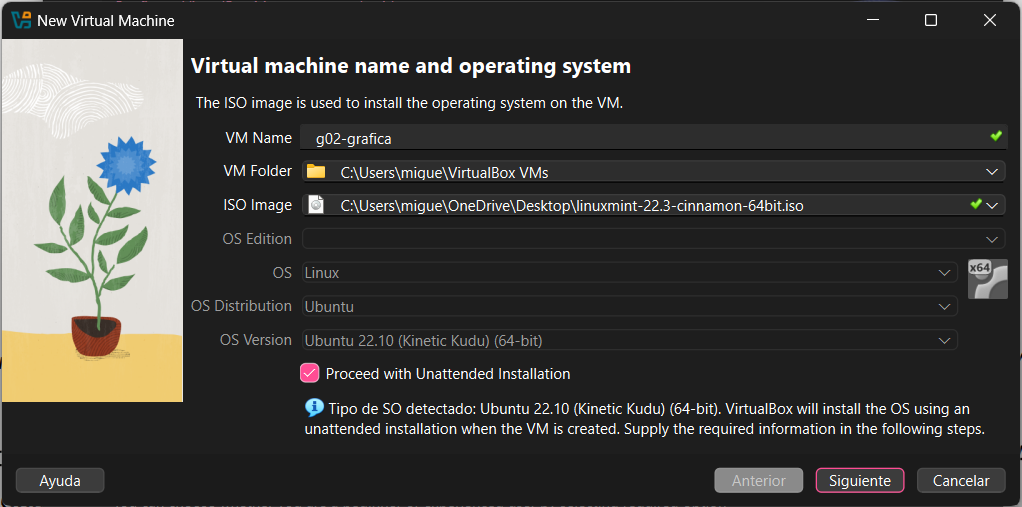 New Virtual Machine
Virtual machine name and operating system
The ISO image is used to install the operating system on the VM.
VM Name g02-grafica
VM Folder C:\Users\migue\VirtualBox VMs
ISO Image C:\Users\migue\OneDrive\Desktop\linuxmint-22.3-cinnamon-64bit.iso
OS Edition
OS Linux
x64
OS Distribution Ubuntu
OS Version Ubuntu 22.10 (Kinetic Kudu) (64-bit)
Proceed with Unattended Installation
Tipo de SO detectado: Ubuntu 22.10 (Kinetic Kudu) (64-bit). VirtualBox will install the OS using an
unattended installation when the VM is created. Supply the required information in the following steps.
Ayuda Anterior Siguiente Cancelar